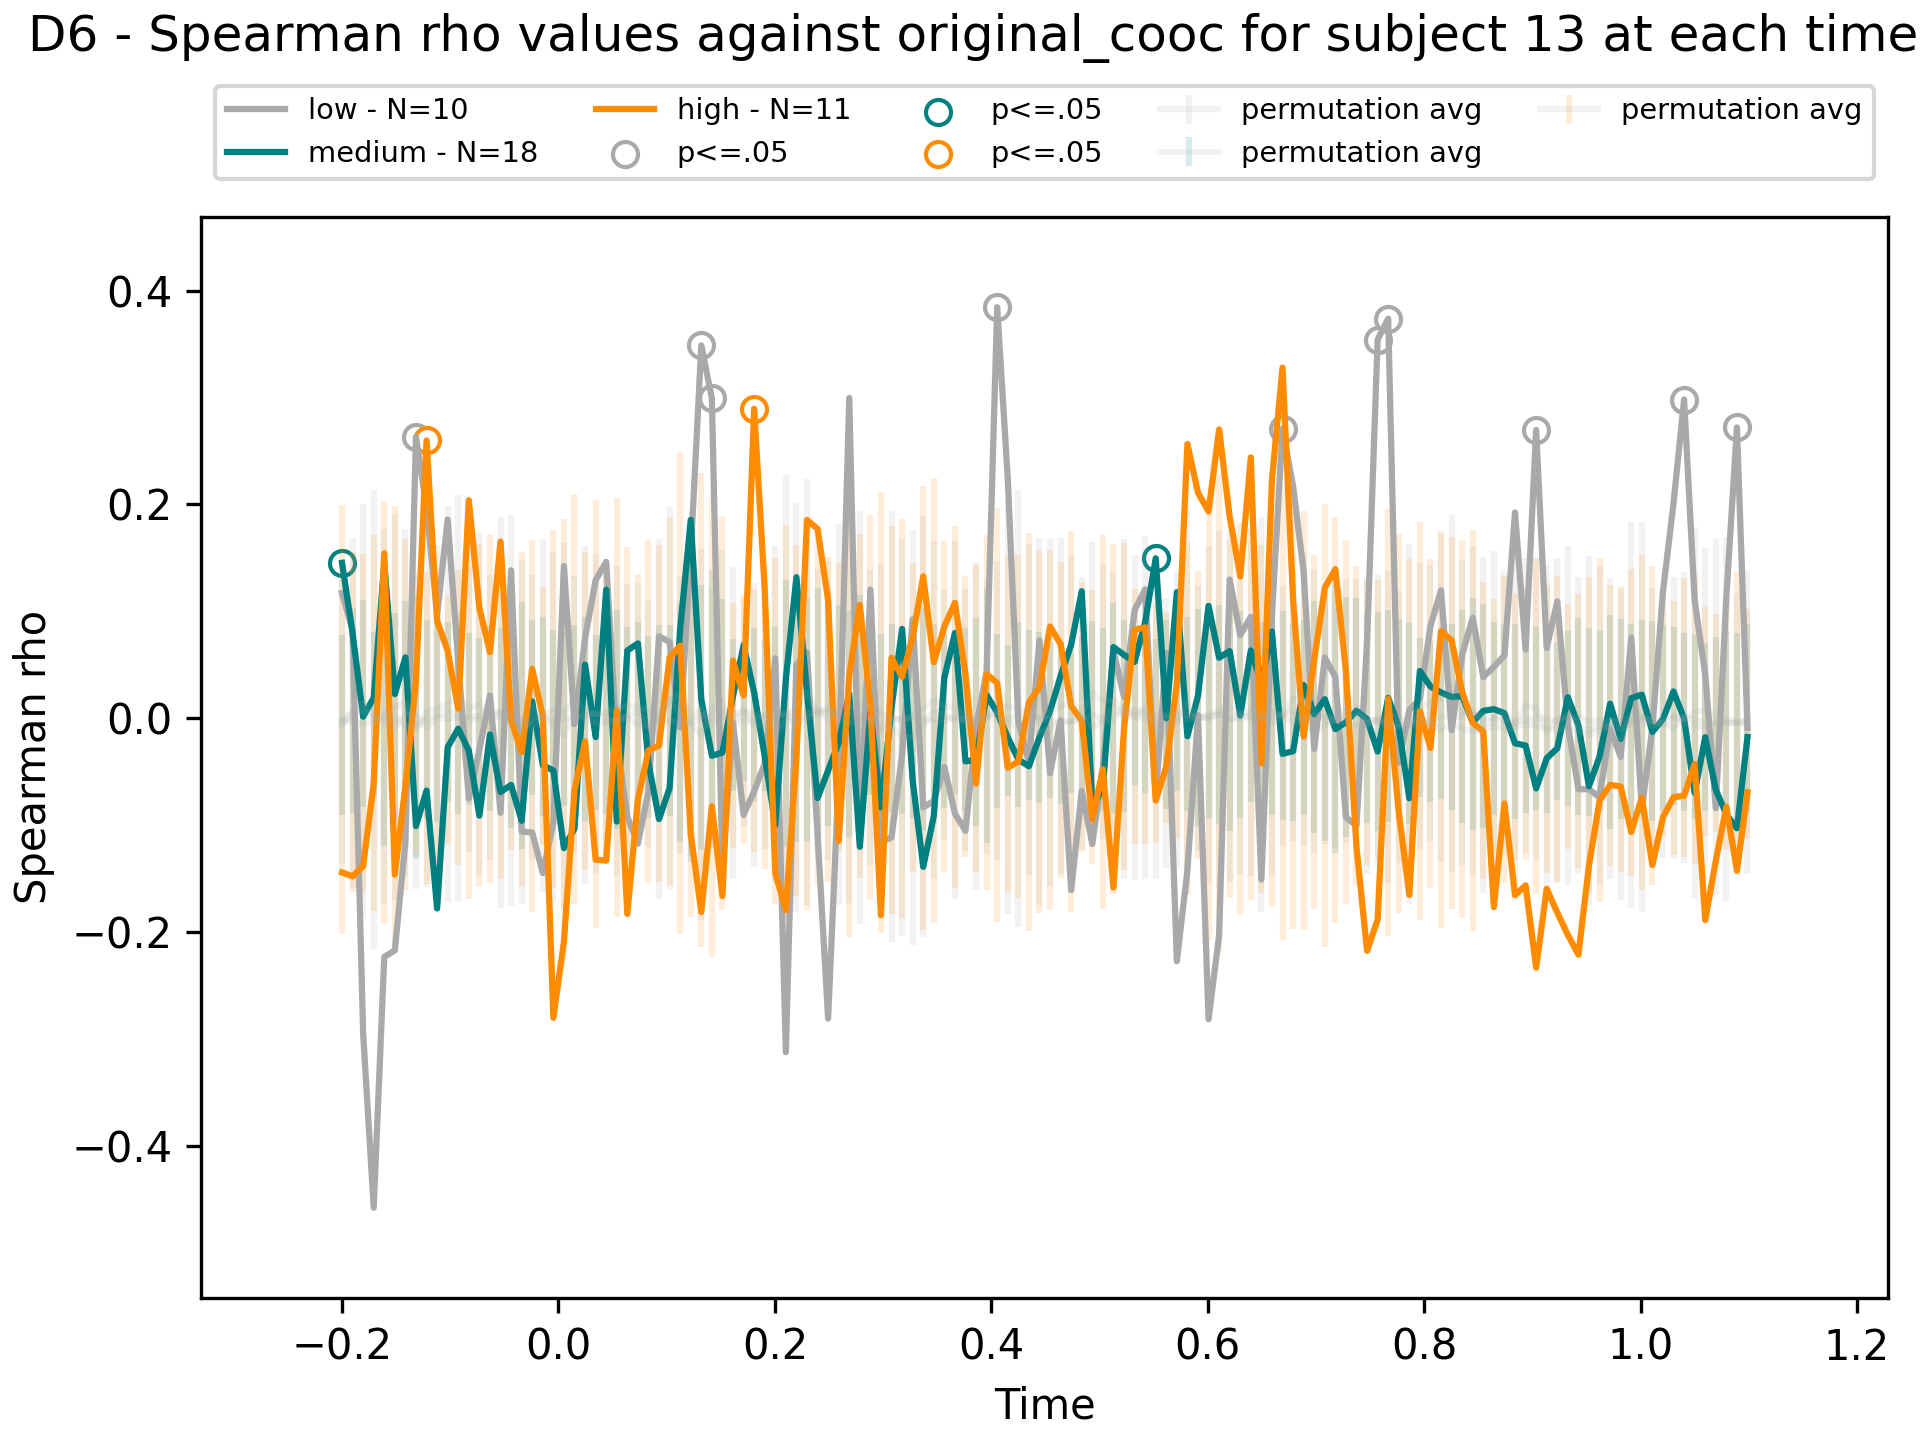 D6 - Spearman rho values against original_cooc for subject 13 at each time
low - N=10
medium - N=18
high - N=11
p<=.05
p<=.05
p<=.05
permutation avg
permutation avg
permutation avg
0.4
0.2
0.0
−0.2
−0.4
Spearman rho
−0.2
0.0
0.2
0.4
0.6
0.8
1.0
1.2
Time